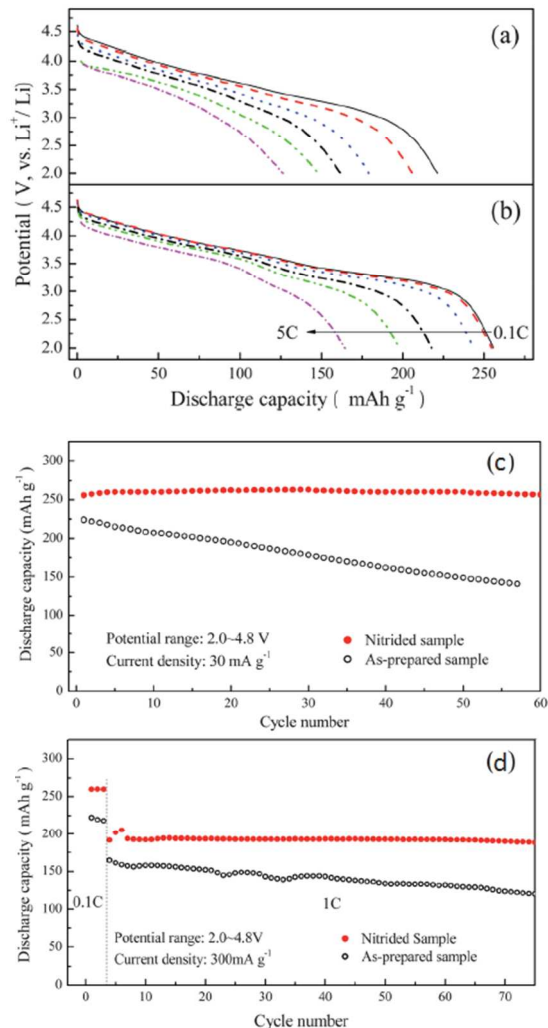 (a)
4.5
4.0
3.5
3.0
2.5
2.0
(b)
4.5
4.0
3.5
3.0
2.5
2.0
5C 0.1C
0 50 100 150 200 250
Potential ( V, vs. Li⁺/ Li)
Discharge capacity ( mAh g⁻¹)
(c)
300
250
200
150
100
50
0
Discharge capacity (mAh g⁻¹)
Potential range: 2.0~4.8 V
Current density: 30 mA g⁻¹
Nitrided sample
As-prepared sample
0 10 20 30 40 50 60
Cycle number
(d)
300
250
200
150
100
50
0
Discharge capacity ( mAh g⁻¹)
0.1C
1C
Potential range: 2.0~4.8V
Current density: 300mA g⁻¹
Nitrided Sample
As-prepared Sample
0 10 20 30 40 50 60 70
Cycle number